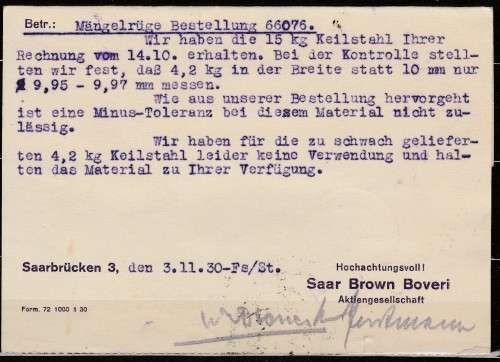 Betr.: Mängelrüge Bestellung 66076.
Wir haben die 15 kg Keilstahl Ihrer
Rechnung vom 14.10. erhalten. Bei der Kontrolle stell-
ten wir fest, daß 4,2 kg in der Breite statt 10 mm nur
9,95 - 9,97 mm messen.
Wie aus unserer Bestellung hervorgeht
ist eine Minus-Toleranz bei diesem Material nicht zu-
lässig.
Wir haben für die zu schwach geliefer-
ten 4,2 kg Keilstahl leider keine Verwendung und hal-
ten das Material zu Ihrer Verfügung.
Saarbrücken 3, den 3.11.30-Fs/St.
Hochachtungsvoll!
Saar Brown Boveri
Aktiengesellschaft
Form. 72 1000 1 30